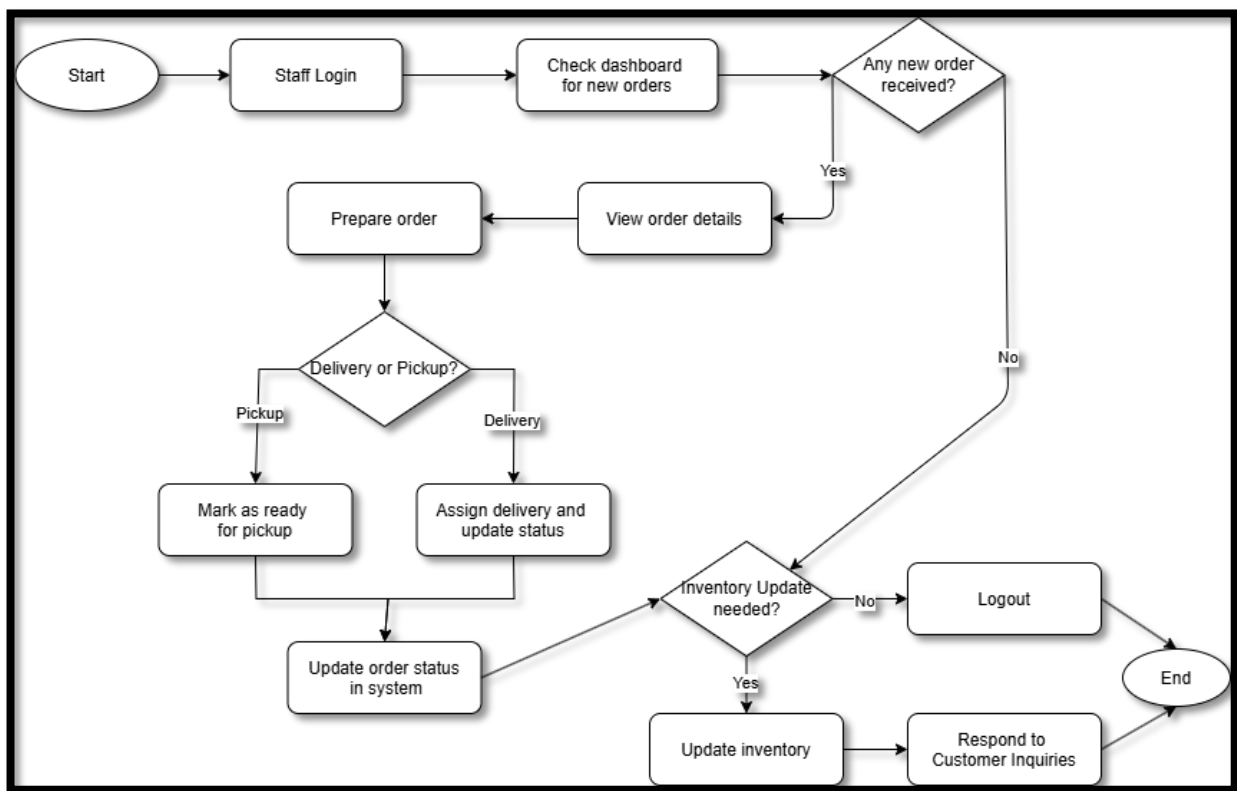 Start
Staff Login
Check dashboard
for new orders
Any new order
received?
Yes
View order details
Prepare order
No
Delivery or Pickup?
Pickup
Delivery
Mark as ready
for pickup
Assign delivery and
update status
Update order status
in system
Inventory Update
needed?
No
Logout
End
Yes
Update inventory
Respond to
Customer Inquiries